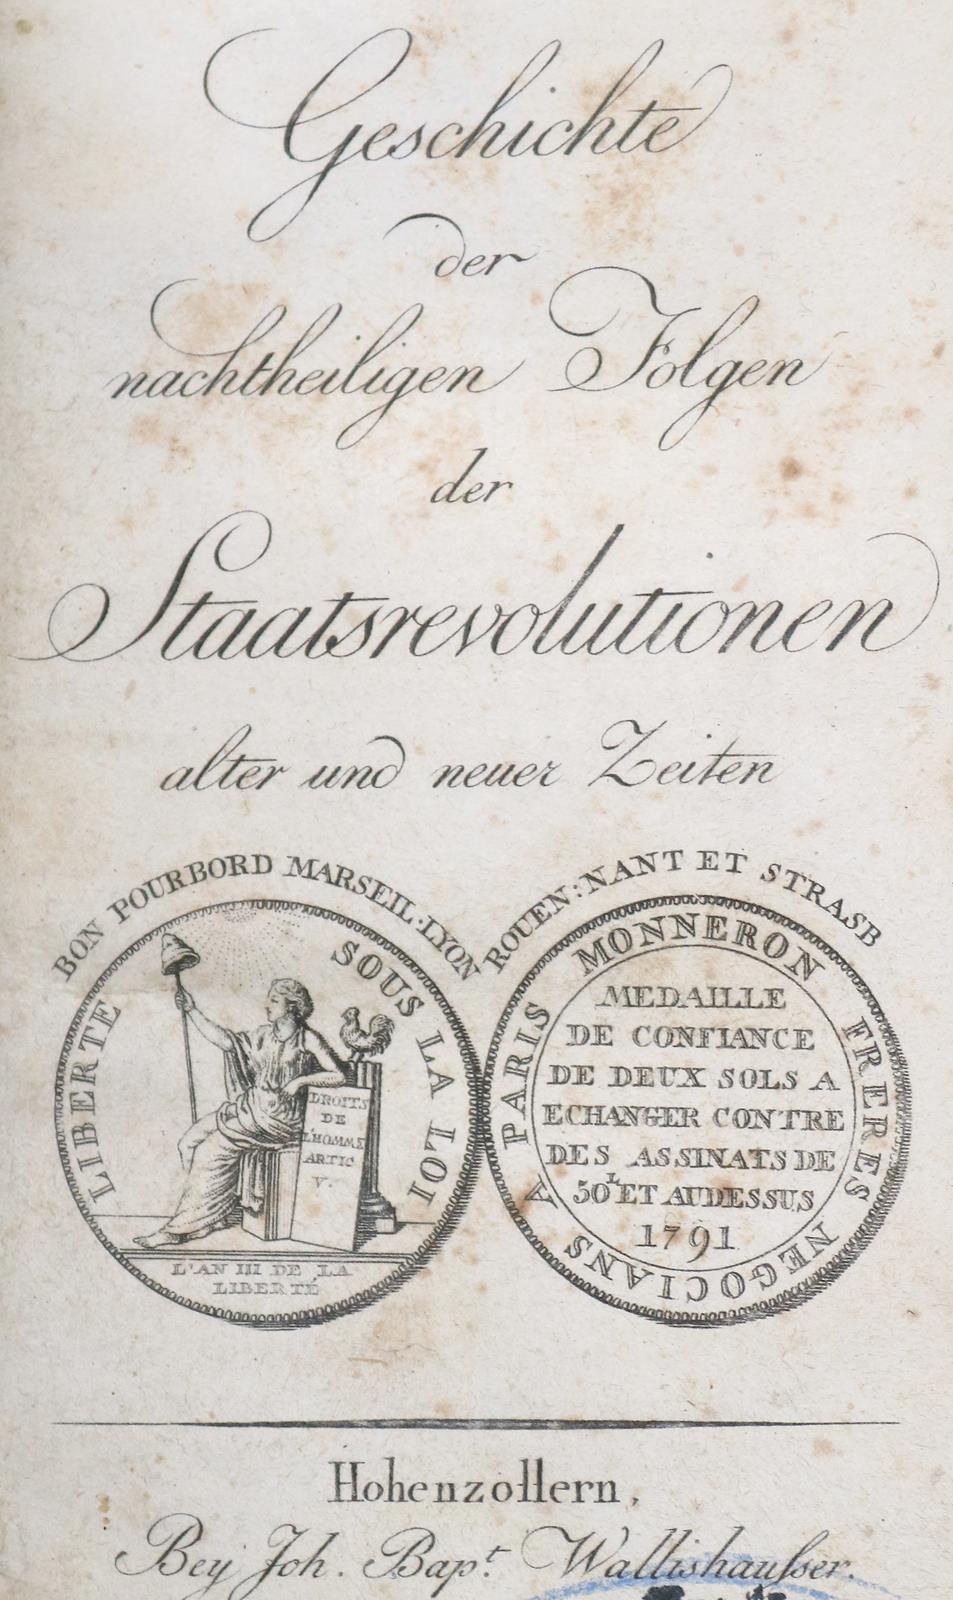 Geschichte
der
nachtheiligen Folgen
der
Staatsrevolutionen
alter und neuer Zeiten
BON POUR BORD MARSEIL·LYON
ROUEN:NANT ET STRASB
LIBERTE SOUS LA LOI
DROITS
DE
L'HOMME
ARTIC
V.
L'AN III DE LA
LIBERTÉ
MONNERON FRERES NEGOCIANS A PARIS
MEDAILLE
DE CONFIANCE
DE DEUX SOLS A
ECHANGER CONTRE
DES ASSINATS DE
50L ET AUDESSUS
1791
Hohenzollern,
Bey Joh. Bapt. Wallishausser.